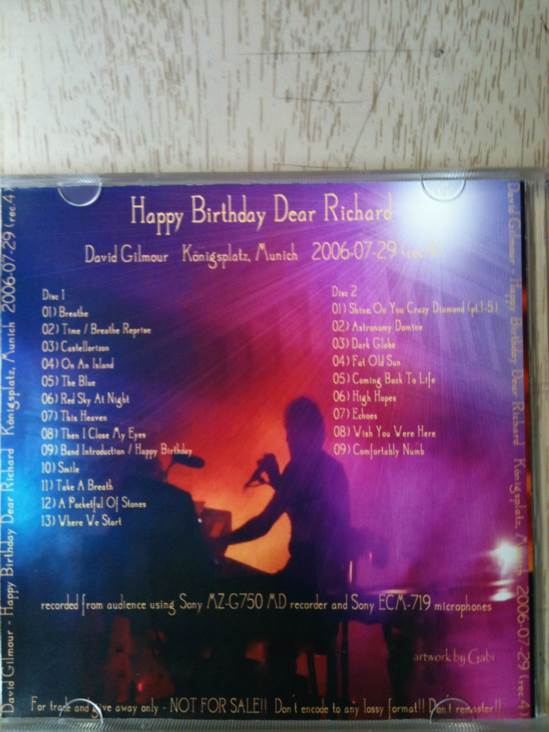 Happy Birthday Dear Richard
David Gilmour Königsplatz, Munich 2006-07-29 (rec.4)
Disc 1
01) Breathe
02) Time / Breathe Reprise
03) Castellorizon
04) On An Island
05) The Blue
06) Red Sky At Night
07) This Heaven
08) Then I Close My Eyes
09) Band Introduction / Happy Birthday
10) Smile
11) Take A Breath
12) A Pocketful Of Stones
13) Where We Start
Disc 2
01) Shine On You Crazy Diamond (pt.1-5)
02) Astronomy Domine
03) Dark Globe
04) Fat Old Sun
05) Coming Back To Life
06) High Hopes
07) Echoes
08) Wish You Were Here
09) Comfortably Numb
recorded from audience using Sony MZ-G750 MD recorder and Sony ECM-719 microphones
artwork by Gabi
For trade and give away only - NOT FOR SALE!! Don't encode to any lossy format!! Don't remaster!!
David Gilmour - Happy Birthday Dear Richard Königsplatz, Munich 2006-07-29 (rec.4)
David Gilmour - Happy Birthday Dear Richard Königsplatz, Munich 2006-07-29 (rec.4)